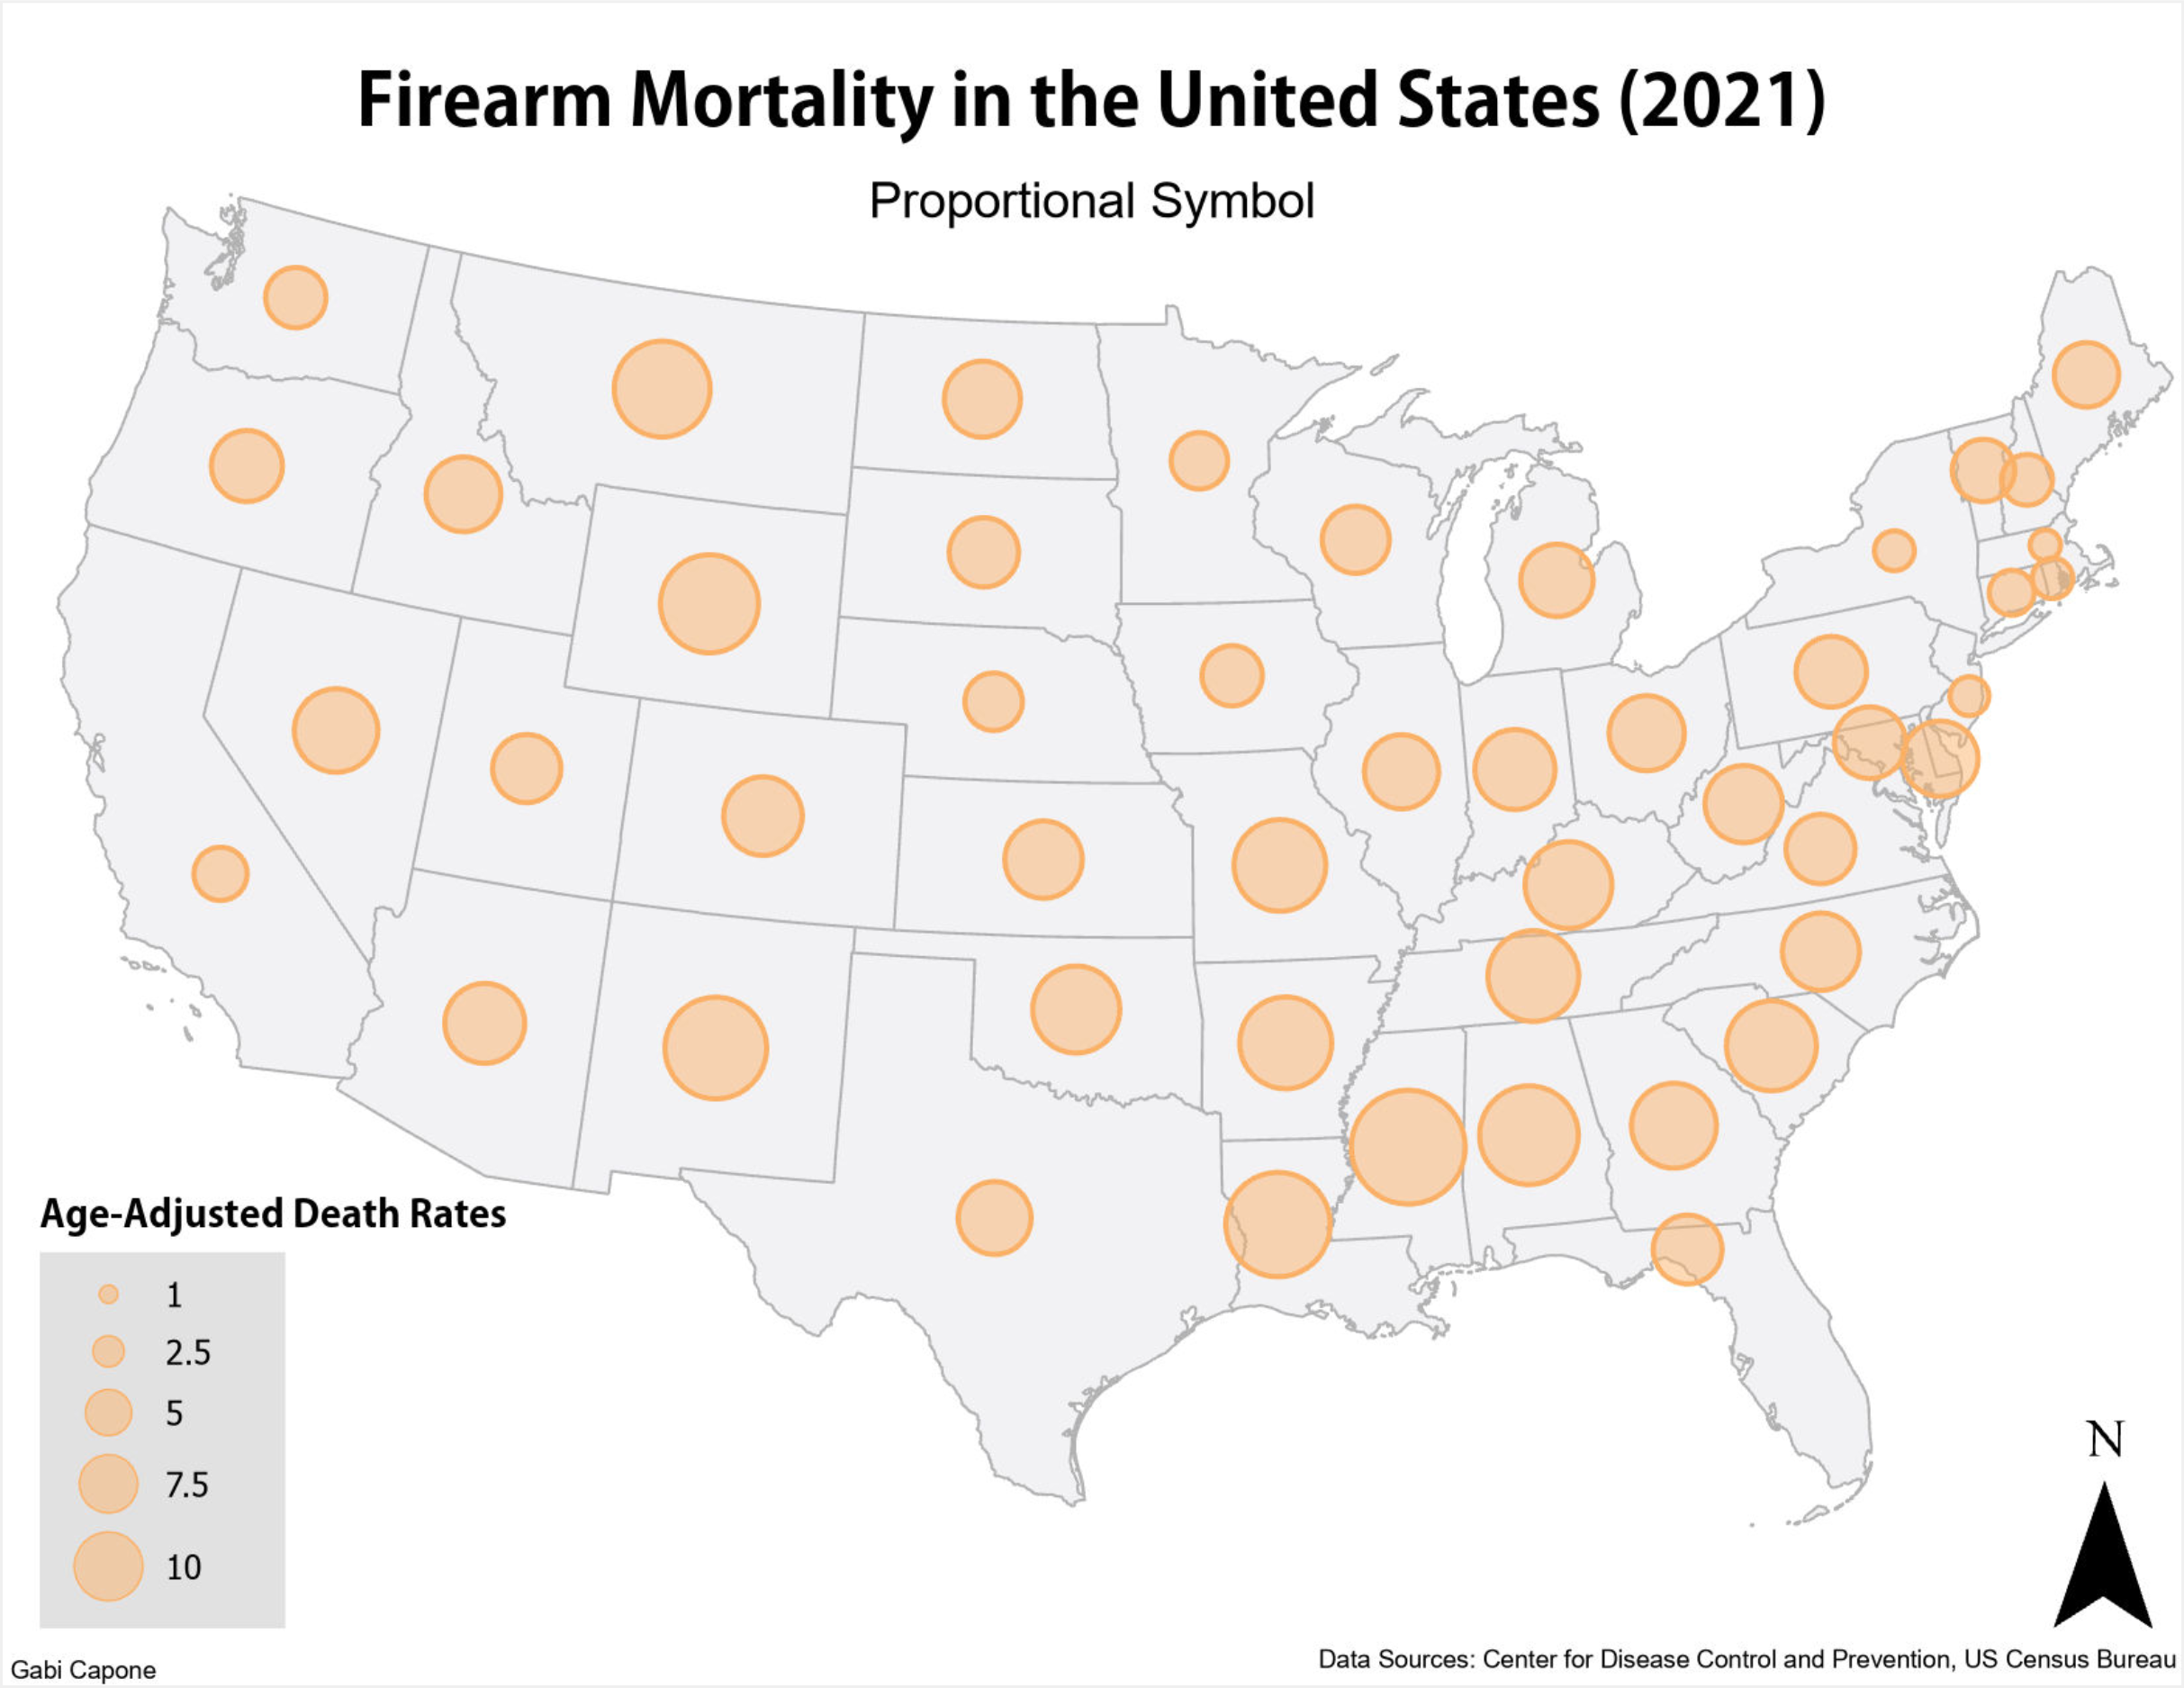 Firearm Mortality in the United States (2021)
Proportional Symbol
Age-Adjusted Death Rates
1
2.5
5
7.5
10
N
Gabi Capone
Data Sources: Center for Disease Control and Prevention, US Census Bureau